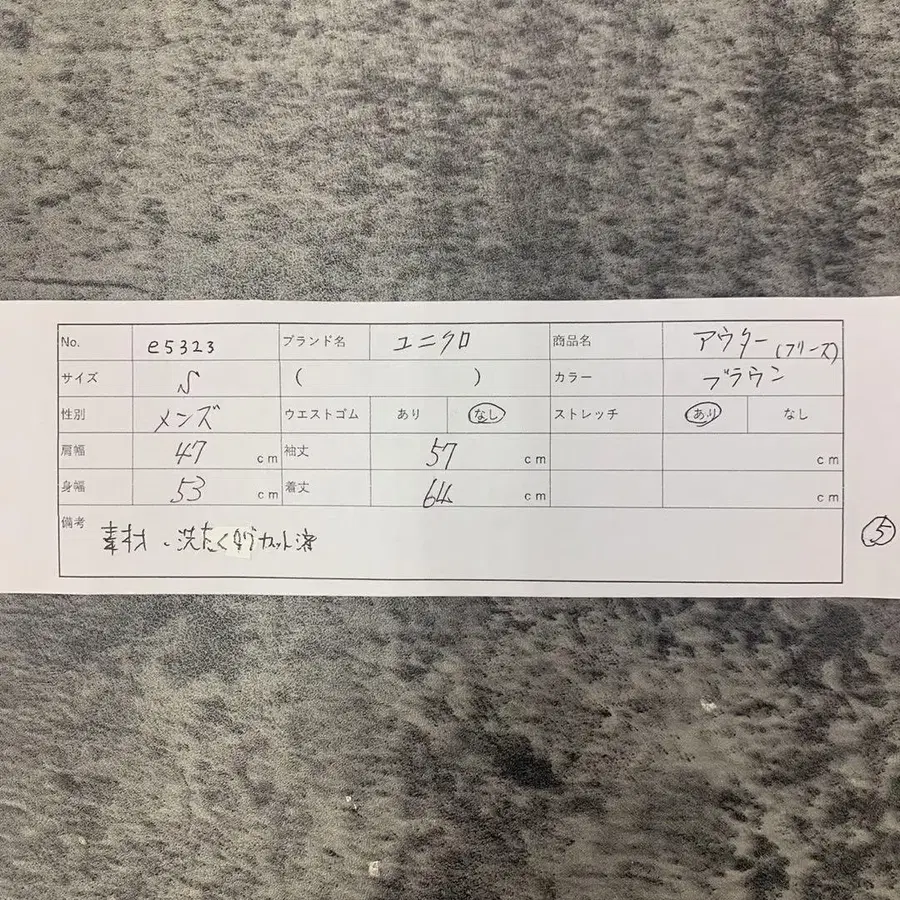 No. e5323 ブランド名 ユニクロ 商品名 アウター(フリース)
サイズ S ( ) カラー ブラウン
性別 メンズ ウエストゴム あり なし ストレッチ あり なし
肩幅 47 cm 袖丈 57 cm cm
身幅 53 cm 着丈 64 cm cm
備考 素材・洗たくタグカット済
⑤